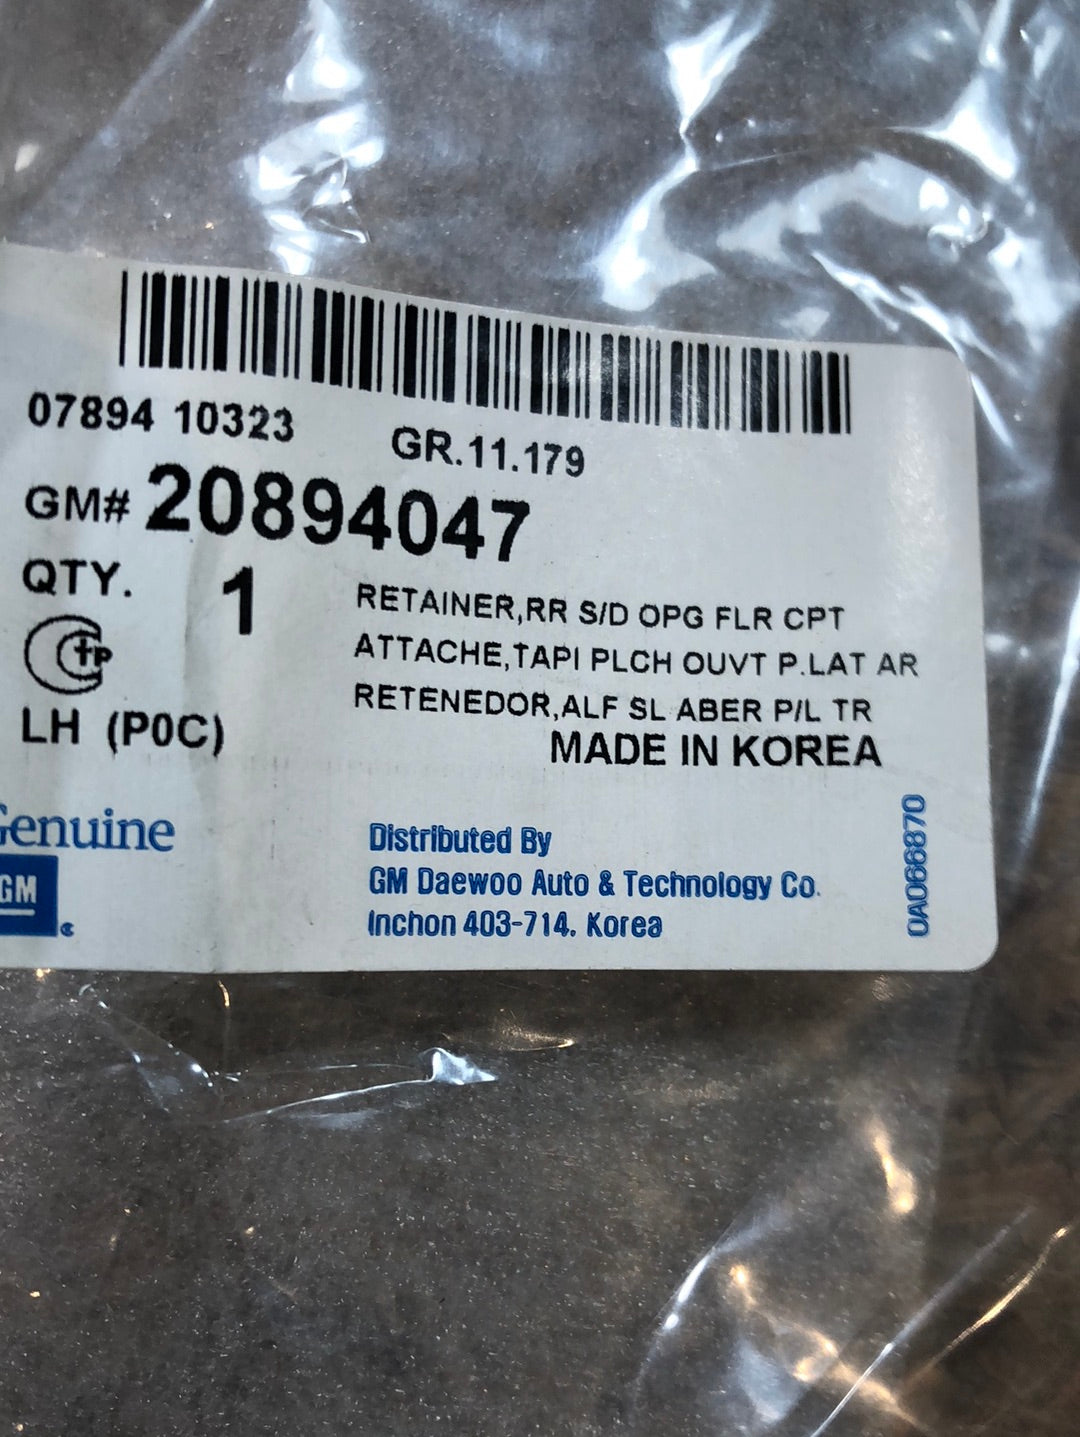 07894 10323
GR.11.179
GM# 20894047
QTY. 1
RETAINER,RR S/D OPG FLR CPT
ATTACHE,TAPI PLCH OUVT P.LAT AR
RETENEDOR,ALF SL ABER P/L TR
LH (P0C)
MADE IN KOREA
Genuine
GM
Distributed By
GM Daewoo Auto & Technology Co.
Inchon 403-714. Korea
0A066870